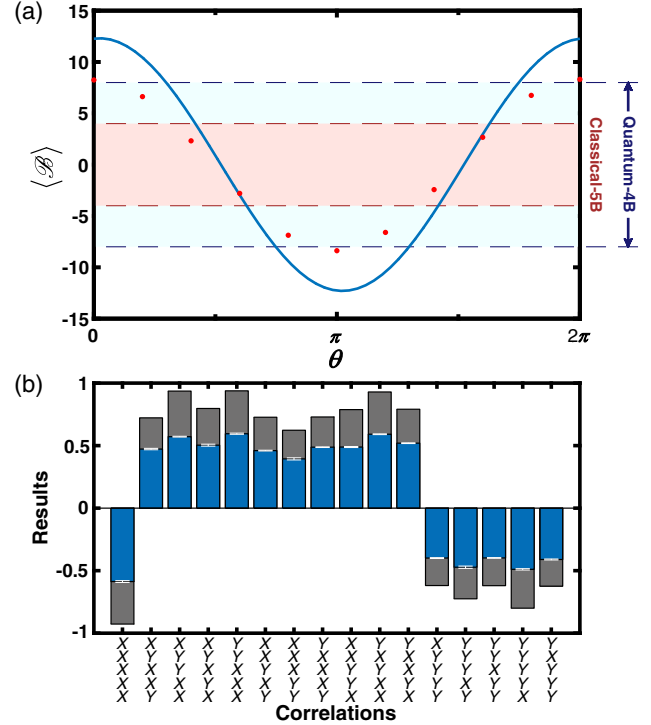 (a)
15
10
5
0
-5
-10
-15
⟨ℬ⟩
0
π
2π
θ
Classical-5B
Quantum-4B
(b)
1
0.5
0
-0.5
-1
Results
Correlations